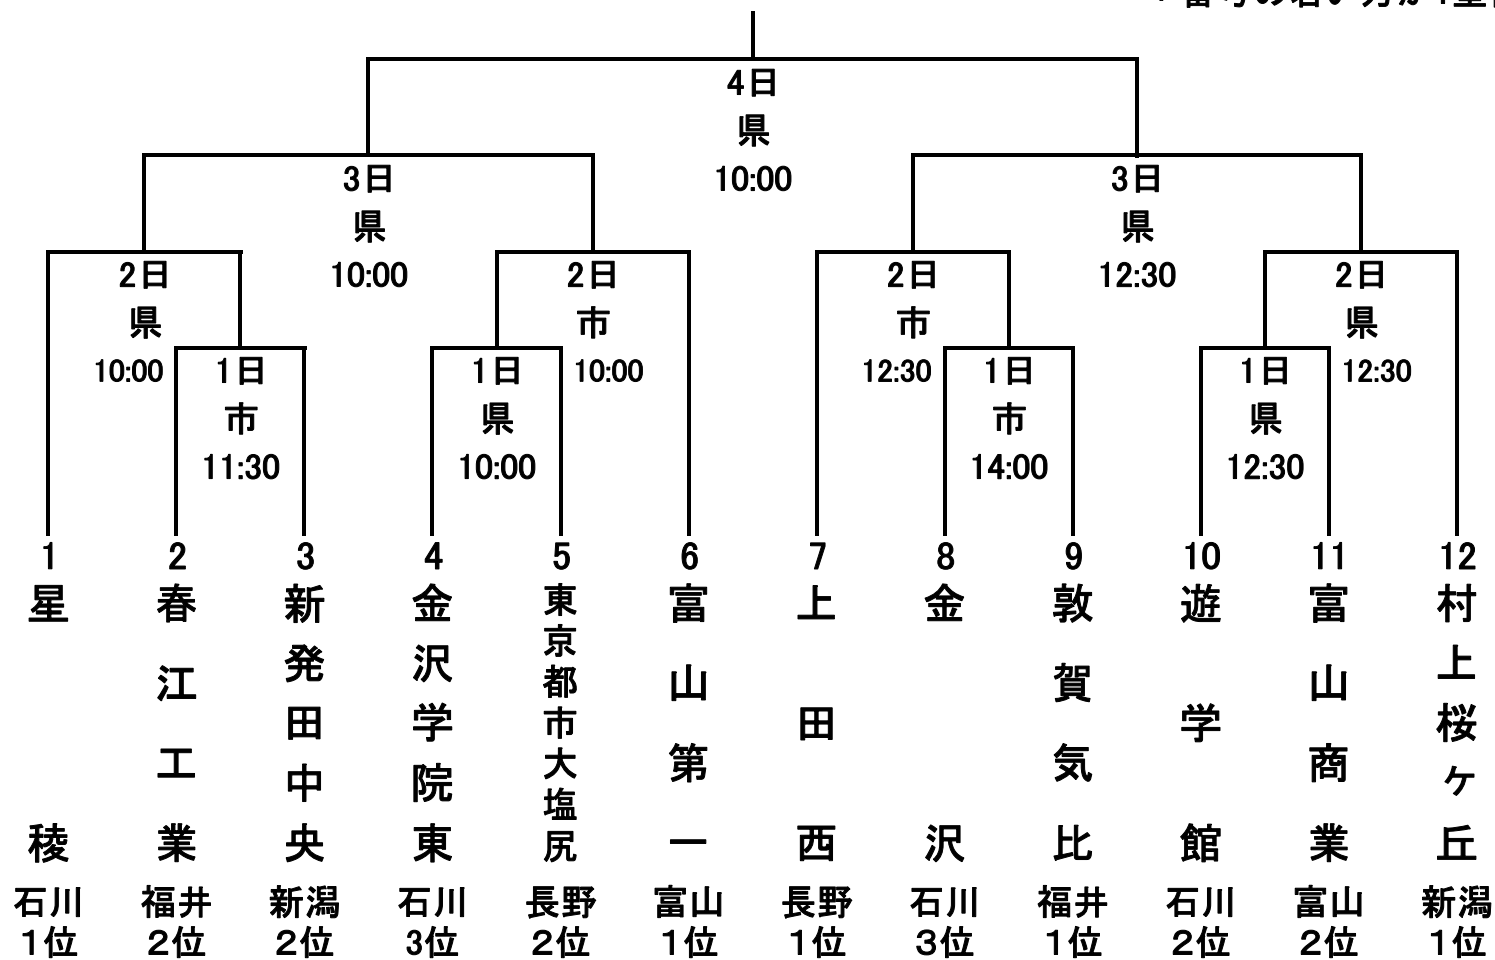 4日
県
10:00
3日
県
10:00
3日
県
12:30
2日
県
10:00
2日
市
10:00
2日
市
12:30
2日
県
12:30
1日
市
11:30
1日
県
10:00
1日
市
14:00
1日
県
12:30
1
星稜
石川
1位
2
春江工業
福井
2位
3
新発田中央
新潟
2位
4
金沢学院東
石川
3位
5
東京都市大塩尻
長野
2位
6
富山第一
富山
1位
7
上田西
長野
1位
8
金沢
石川
3位
9
敦賀気比
福井
1位
10
遊学館
石川
2位
11
富山商業
富山
2位
12
村上桜ヶ丘
新潟
1位